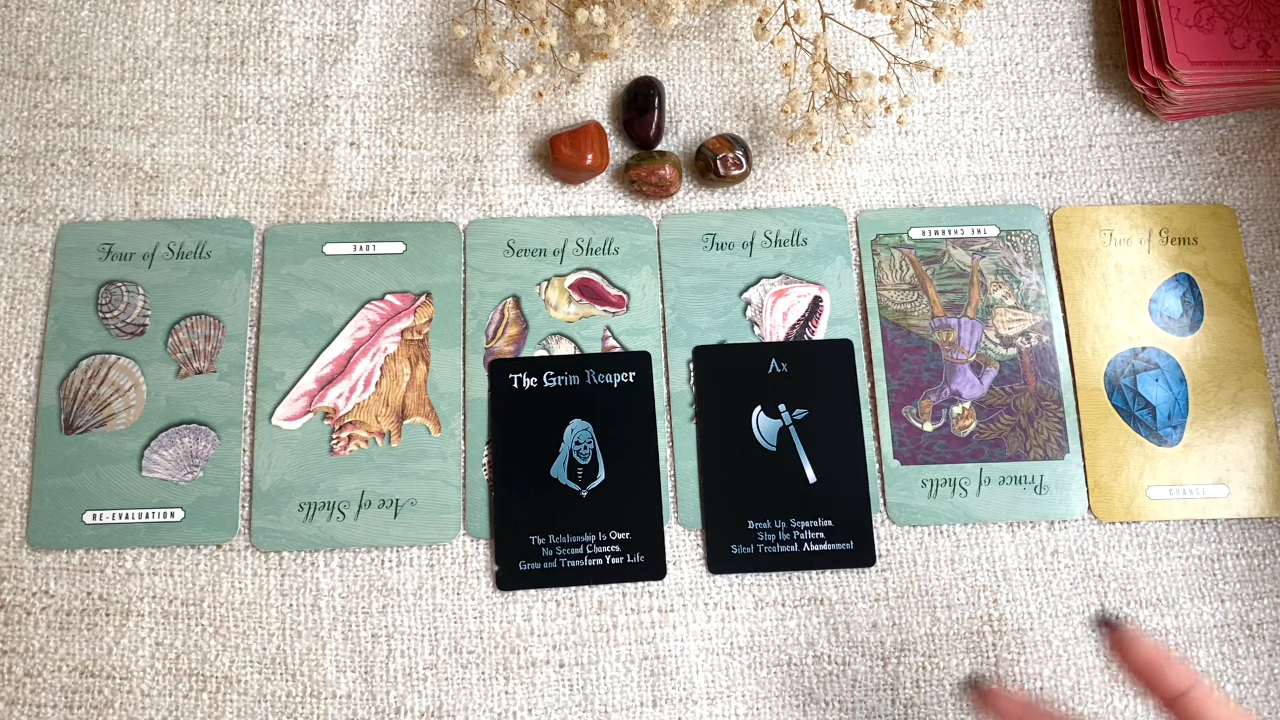 Four of Shells
RE-EVALUATION
LOVE
Ace of Shells
Seven of Shells
The Grim Reaper
The Relationship Is Over,
No Second Chances,
Grow and Transform Your Life
Two of Shells
Ax
Break Up, Separation,
Stop the Pattern,
Silent Treatment, Abandonment
THE CHARMER
Prince of Shells
Two of Gems
CHANGE